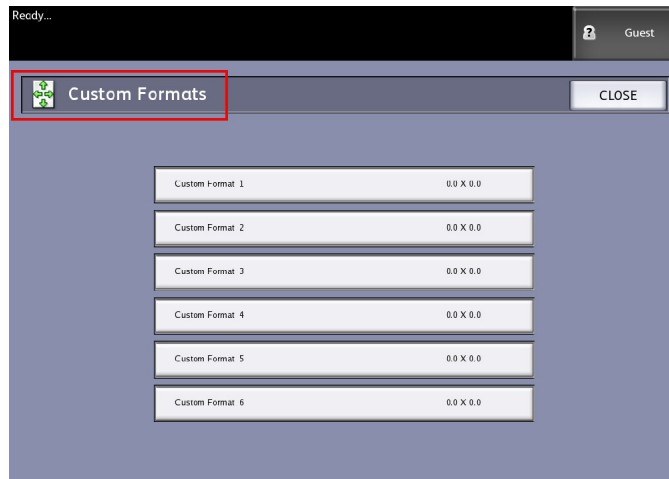 Ready...
Guest
Custom Formats
CLOSE
Custom Format 1 0.0 X 0.0
Custom Format 2 0.0 X 0.0
Custom Format 3 0.0 X 0.0
Custom Format 4 0.0 X 0.0
Custom Format 5 0.0 X 0.0
Custom Format 6 0.0 X 0.0